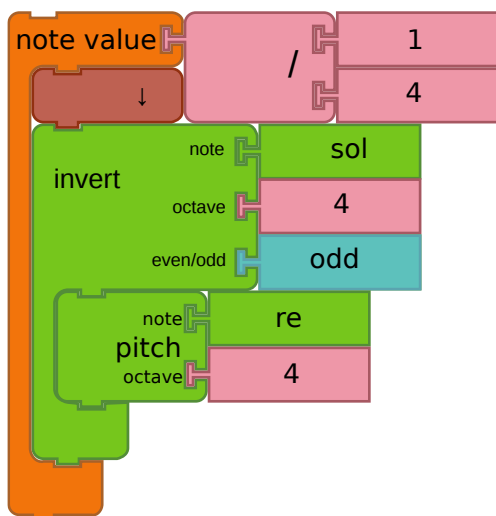 note value / 1
↓ 4
note sol
invert
octave 4
even/odd odd
note re
pitch
octave 4